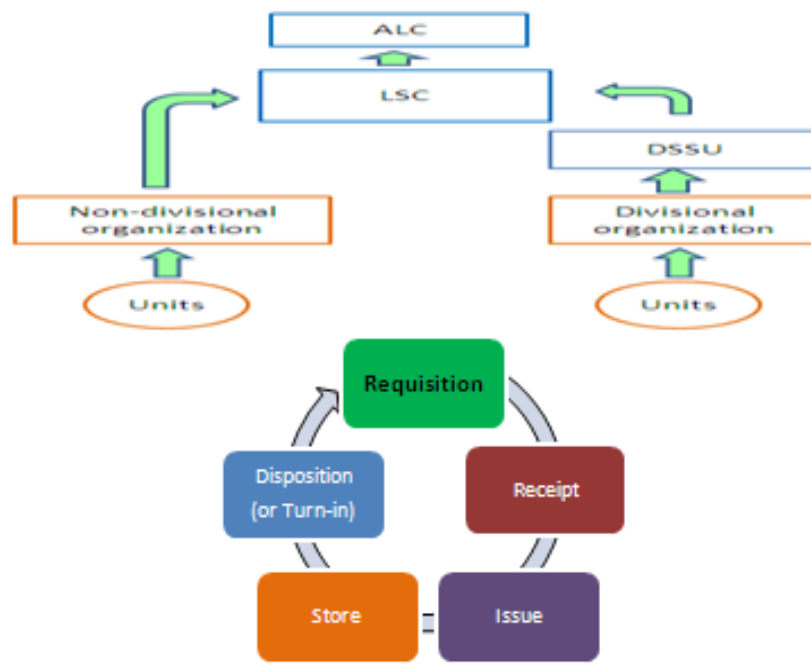 ALC
LSC
DSSU
Non-divisional
organization
Divisional
organization
Units
Units
Requisition
Disposition
(or Turn-in)
Receipt
Store
Issue